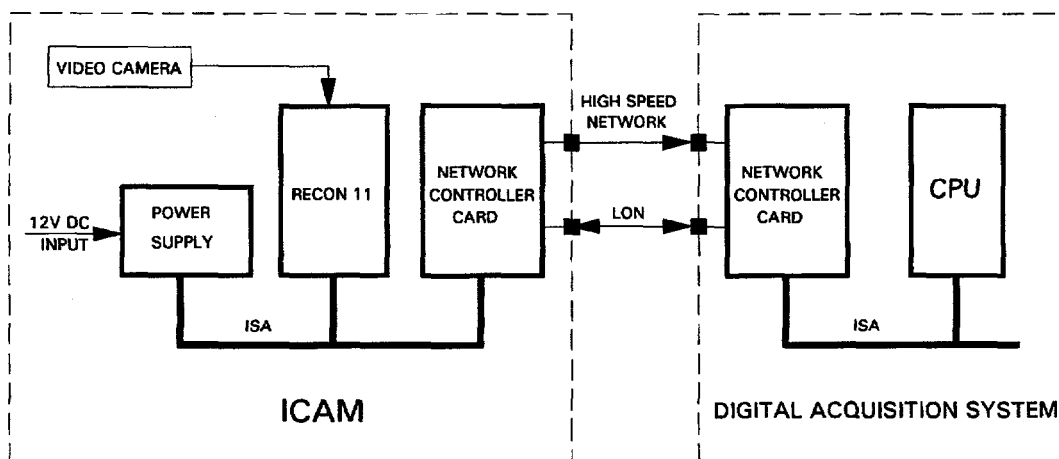 VIDEO CAMERA
12V DC
INPUT
POWER
SUPPLY
RECON 11
NETWORK
CONTROLLER
CARD
ISA
ICAM
HIGH SPEED
NETWORK
LON
NETWORK
CONTROLLER
CARD
CPU
ISA
DIGITAL ACQUISITION SYSTEM